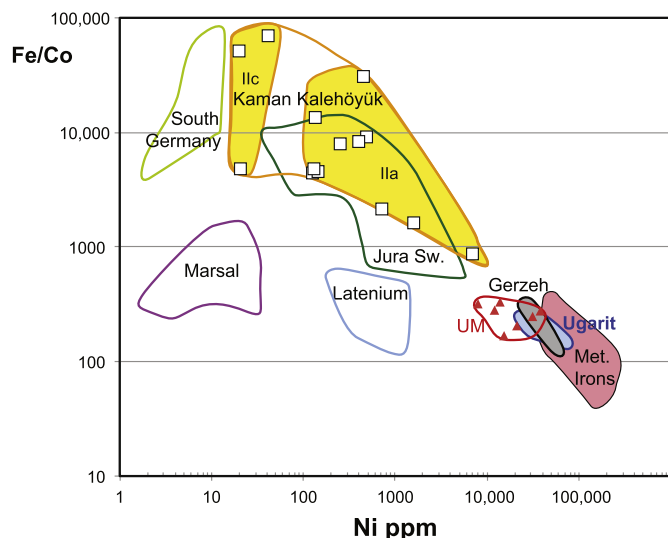 100,000
Fe/Co
IIc
Kaman Kalehöyük
South
Germany
10,000
IIa
1000
Marsal
Jura Sw.
Latenium
Gerzeh
UM
Ugarit
Met.
Irons
100
10
1 10 100 1000 10,000 100,000
Ni ppm